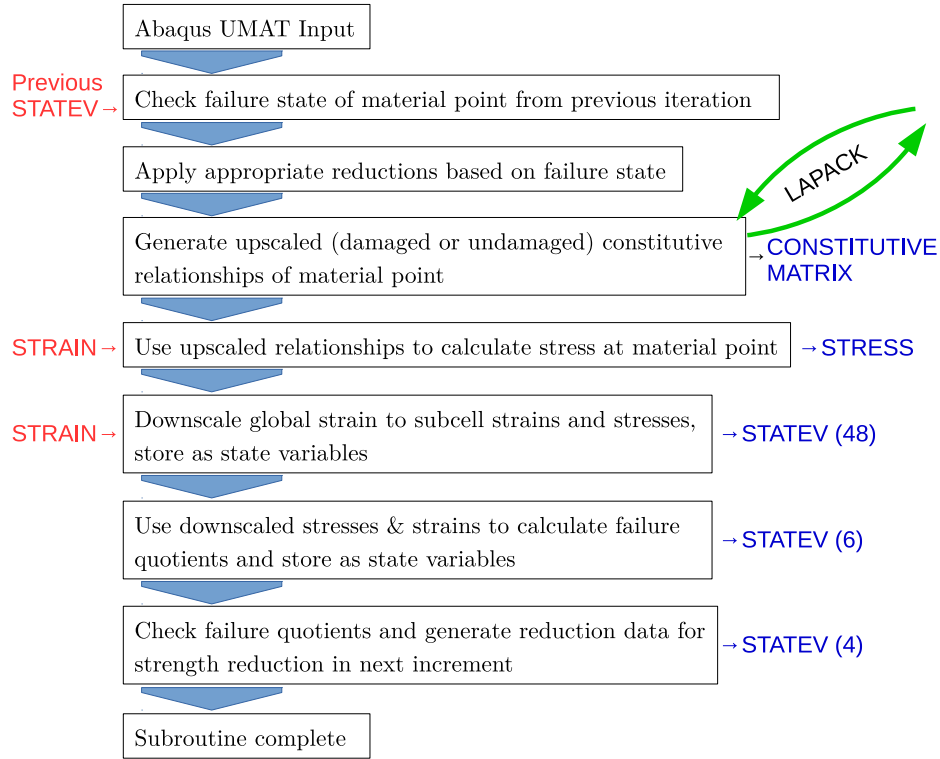 Abaqus UMAT Input
Previous
STATEV→
Check failure state of material point from previous iteration
Apply appropriate reductions based on failure state
LAPACK
Generate upscaled (damaged or undamaged) constitutive
relationships of material point
→CONSTITUTIVE
MATRIX
STRAIN→
Use upscaled relationships to calculate stress at material point
→STRESS
STRAIN→
Downscale global strain to subcell strains and stresses,
store as state variables
→STATEV (48)
Use downscaled stresses & strains to calculate failure
quotients and store as state variables
→STATEV (6)
Check failure quotients and generate reduction data for
strength reduction in next increment
→STATEV (4)
Subroutine complete